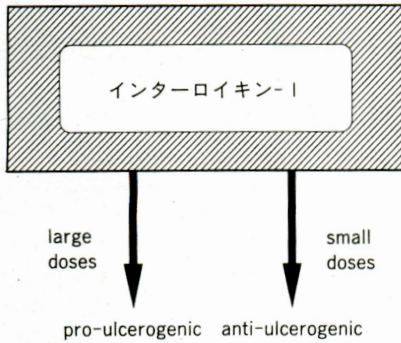 インターロイキン-1
large
doses
small
doses
pro-ulcerogenic anti-ulcerogenic